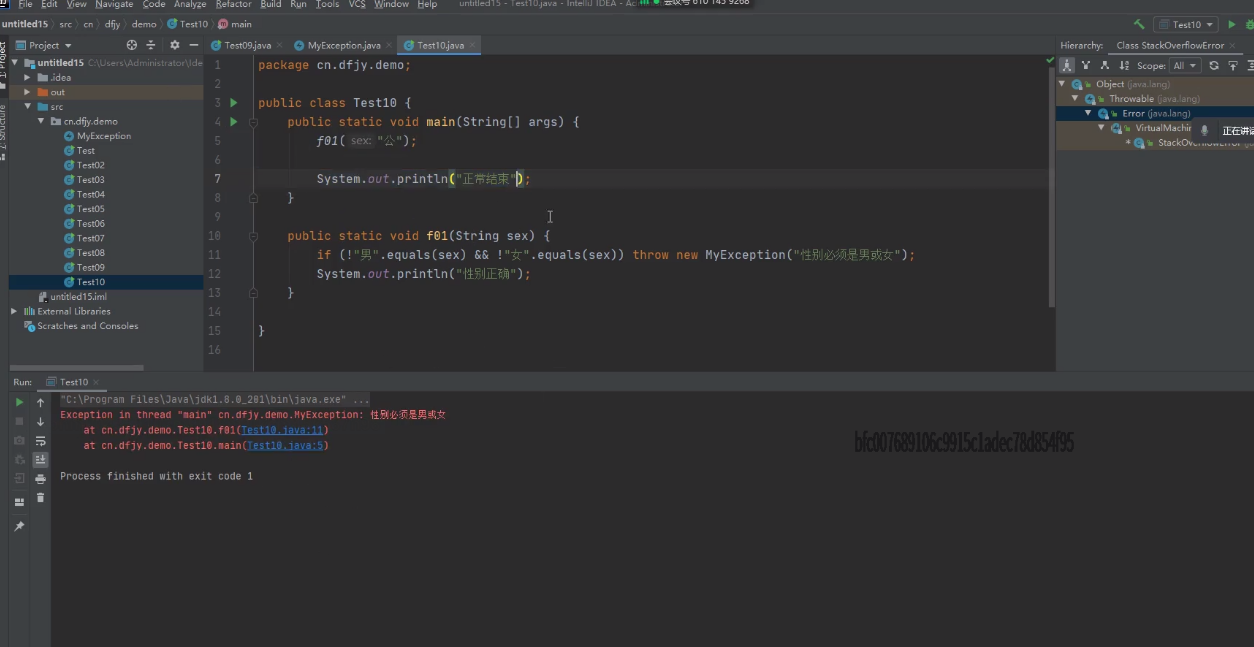 File Edit View Navigate Code Analyze Refactor Build Run Tools VCS Window Help untitled15 - Test10.java - IntelliJ IDEA - Ac 会议号 610 145 9268
untitled15 src cn dfjy demo Test10 main Test10
Project Test09.java MyException.java Test10.java Hierarchy: Class StackOverflowError
untitled15 C:\Users\Administrator\Ide
.idea
out
src
cn.dfjy.demo
MyException
Test
Test02
Test03
Test04
Test05
Test06
Test07
Test08
Test09
Test10
untitled15.iml
External Libraries
Scratches and Consoles
1: Project
Z: Structure
1 package cn.dfjy.demo;
2
3 public class Test10 {
4 public static void main(String[] args) {
5 f01( sex: "公");
6
7 System.out.println("正常结束");
8 }
9
10 public static void f01(String sex) {
11 if (!"男".equals(sex) && !"女".equals(sex)) throw new MyException("性别必须是男或女");
12 System.out.println("性别正确");
13 }
14
15 }
16
Scope: All
Object (java.lang)
Throwable (java.lang)
Error (java.lang)
VirtualMachin
StackOverflowError
正在讲
Run: Test10
"C:\Program Files\Java\jdk1.8.0_201\bin\java.exe" ...
Exception in thread "main" cn.dfjy.demo.MyException: 性别必须是男或女
at cn.dfjy.demo.Test10.f01(Test10.java:11)
at cn.dfjy.demo.Test10.main(Test10.java:5)
Process finished with exit code 1
bfc007689106c9915c1adec78d854f95